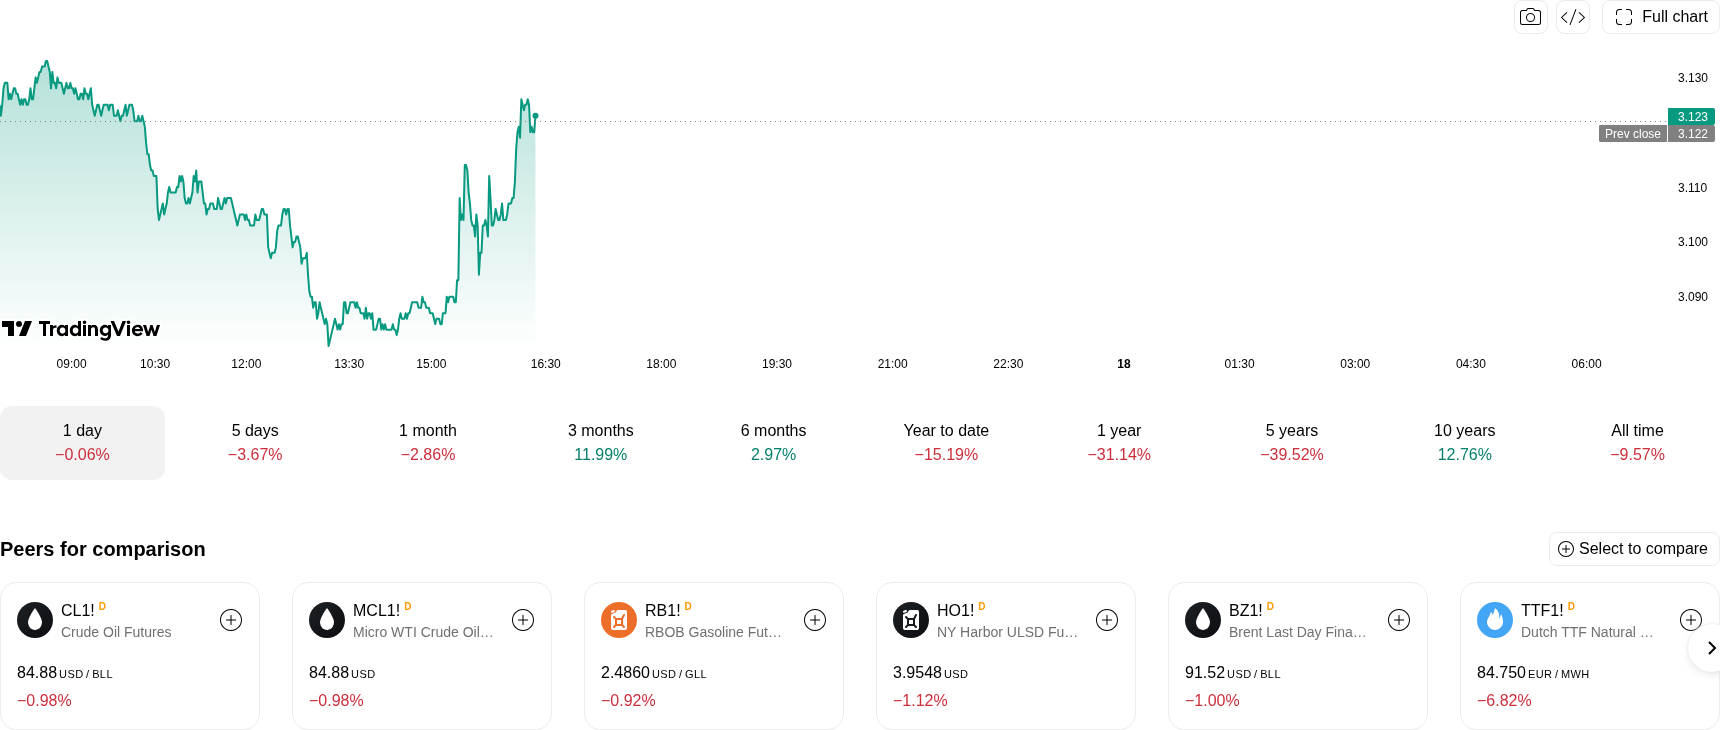 Full chart
3.130
3.123
Prev close 3.122
3.110
3.100
3.090
TradingView
09:00 10:30 12:00 13:30 15:00 16:30 18:00 19:30 21:00 22:30 18 01:30 03:00 04:30 06:00
1 day 5 days 1 month 3 months 6 months Year to date 1 year 5 years 10 years All time
−0.06% −3.67% −2.86% 11.99% 2.97% −15.19% −31.14% −39.52% 12.76% −9.57%
Peers for comparison
Select to compare
CL1! D
Crude Oil Futures
84.88 USD / BLL
−0.98%
MCL1! D
Micro WTI Crude Oil…
84.88 USD
−0.98%
RB1! D
RBOB Gasoline Fut…
2.4860 USD / GLL
−0.92%
HO1! D
NY Harbor ULSD Fu…
3.9548 USD
−1.12%
BZ1! D
Brent Last Day Fina…
91.52 USD / BLL
−1.00%
TTF1! D
Dutch TTF Natural …
84.750 EUR / MWH
−6.82%